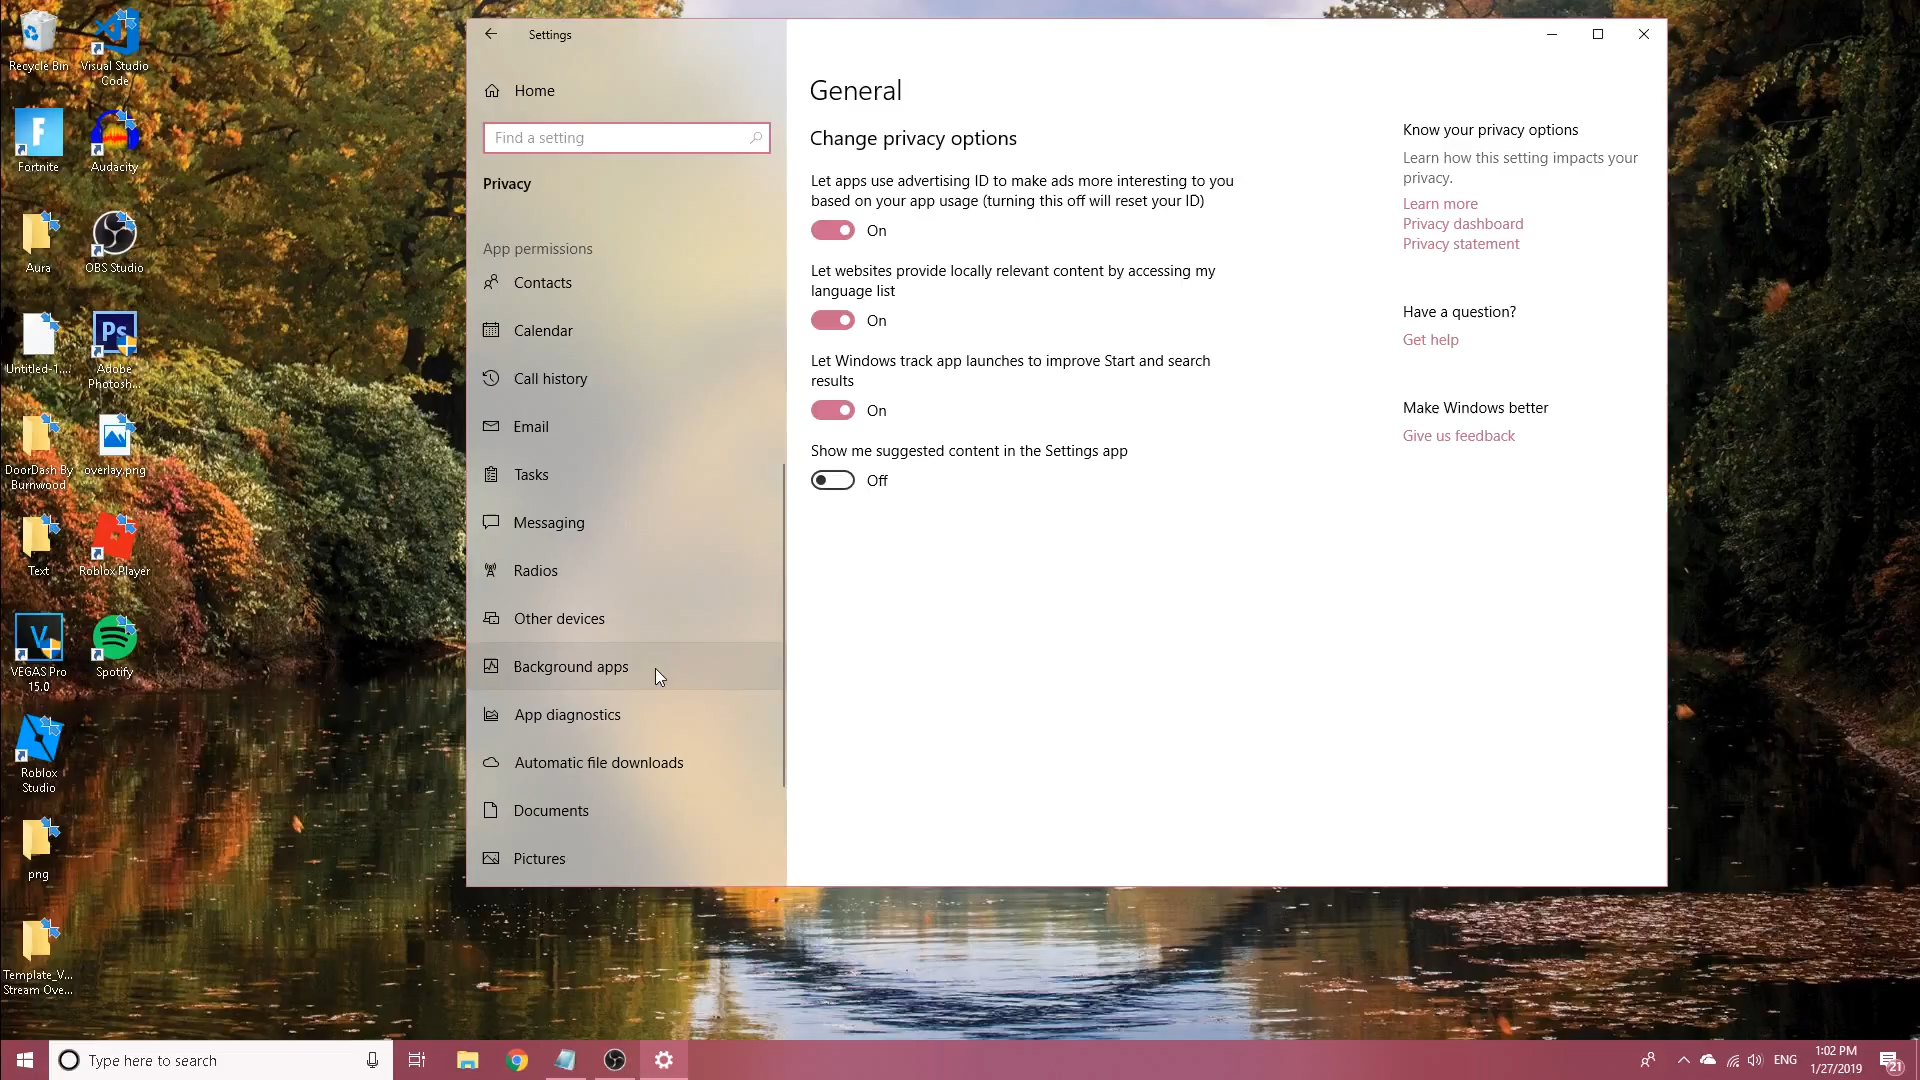 Recycle Bin
Visual Studio
Code
Fortnite
Audacity
Aura
OBS Studio
Untitled-1....
Ps
Adobe
Photosh...
DoorDash By
Burnwood
overlay.png
Text
Roblox Player
VEGAS Pro
15.0
Spotify
Roblox
Studio
png
Template_V...
Stream Ove...
Settings
Home
Find a setting
Privacy
App permissions
Contacts
Calendar
Call history
Email
Tasks
Messaging
Radios
Other devices
Background apps
App diagnostics
Automatic file downloads
Documents
Pictures
General
Change privacy options
Let apps use advertising ID to make ads more interesting to you
based on your app usage (turning this off will reset your ID)
On
Let websites provide locally relevant content by accessing my
language list
On
Let Windows track app launches to improve Start and search
results
On
Show me suggested content in the Settings app
Off
Know your privacy options
Learn how this setting impacts your
privacy.
Learn more
Privacy dashboard
Privacy statement
Have a question?
Get help
Make Windows better
Give us feedback
Type here to search
ENG
1:02 PM
1/27/2019
21